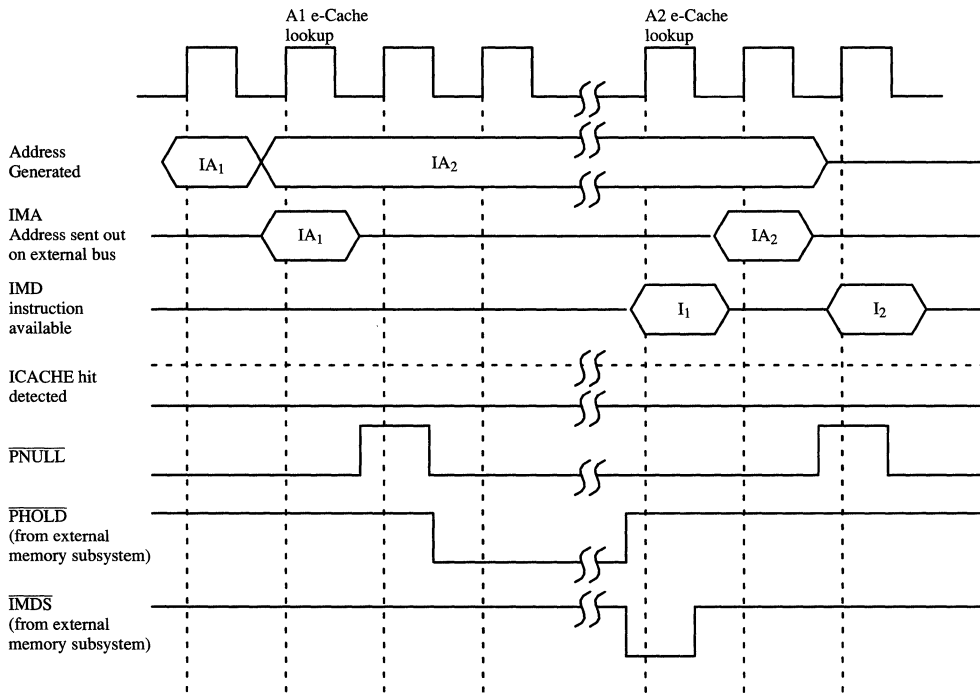 A1 e-Cache
lookup
A2 e-Cache
lookup
Address
Generated
IA1
IA2
IMA
Address sent out
on external bus
IA1
IA2
IMD
instruction
available
I1
I2
ICACHE hit
detected
PNULL
PHOLD
(from external
memory subsystem)
IMDS
(from external
memory subsystem)